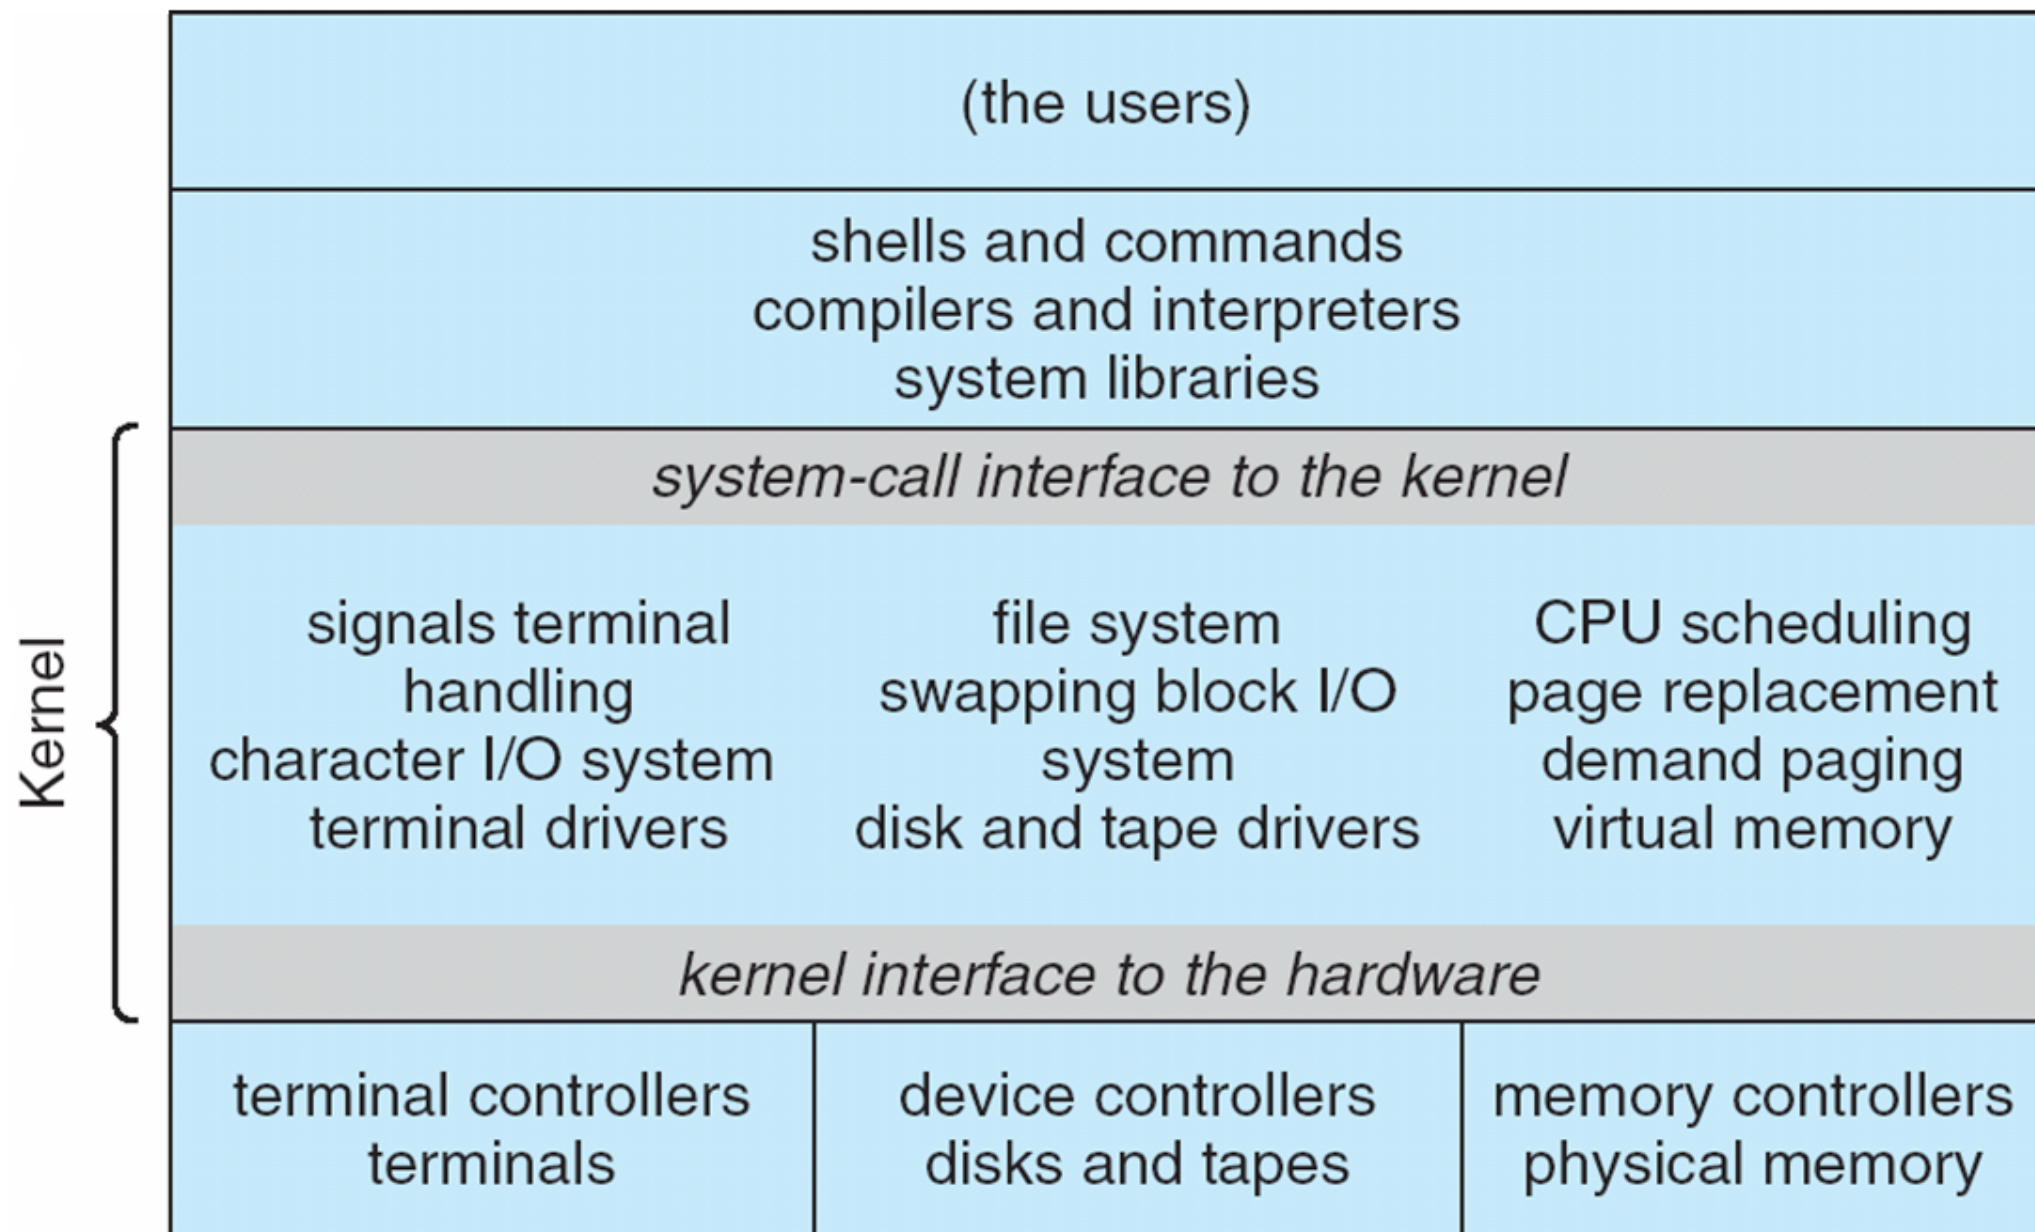 (the users)
shells and commands
compilers and interpreters
system libraries
system-call interface to the kernel
Kernel
signals terminal
handling
character I/O system
terminal drivers
file system
swapping block I/O
system
disk and tape drivers
CPU scheduling
page replacement
demand paging
virtual memory
kernel interface to the hardware
terminal controllers
terminals
device controllers
disks and tapes
memory controllers
physical memory